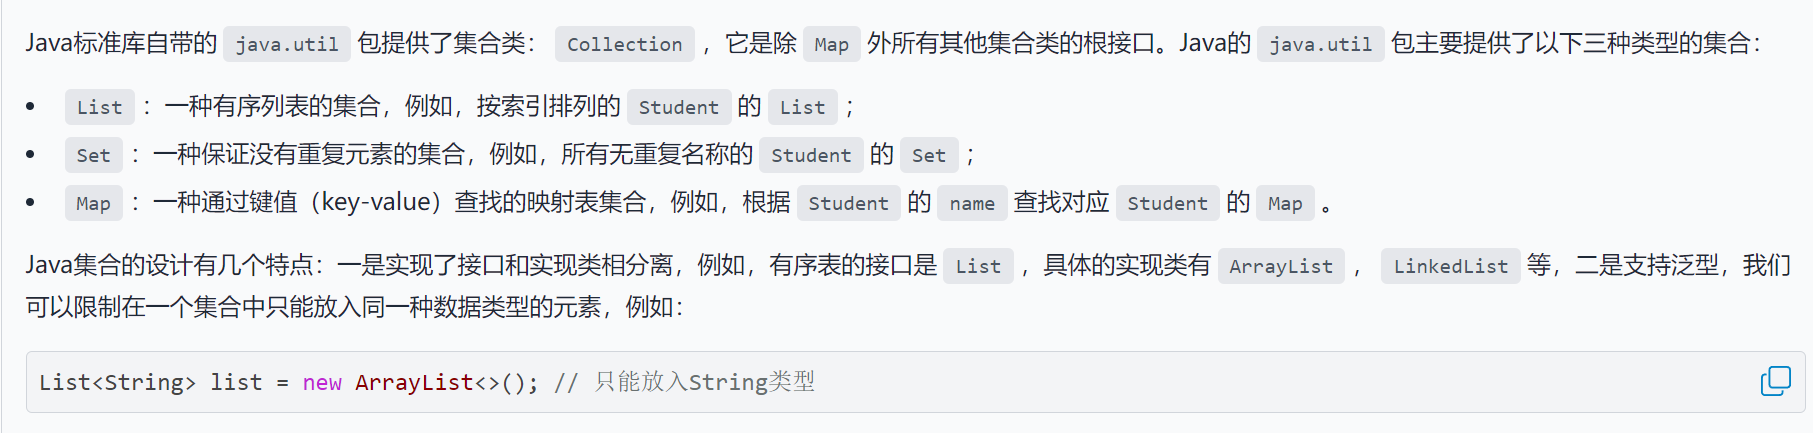 Java标准库自带的 java.util 包提供了集合类： Collection ，它是除 Map 外所有其他集合类的根接口。Java的 java.util 包主要提供了以下三种类型的集合：
• List ：一种有序列表的集合，例如，按索引排列的 Student 的 List ；
• Set ：一种保证没有重复元素的集合，例如，所有无重复名称的 Student 的 Set ；
• Map ：一种通过键值（key-value）查找的映射表集合，例如，根据 Student 的 name 查找对应 Student 的 Map 。
Java集合的设计有几个特点：一是实现了接口和实现类相分离，例如，有序表的接口是 List ，具体的实现类有 ArrayList ， LinkedList 等，二是支持泛型，我们
可以限制在一个集合中只能放入同一种数据类型的元素，例如：
List<String> list = new ArrayList<>(); // 只能放入String类型